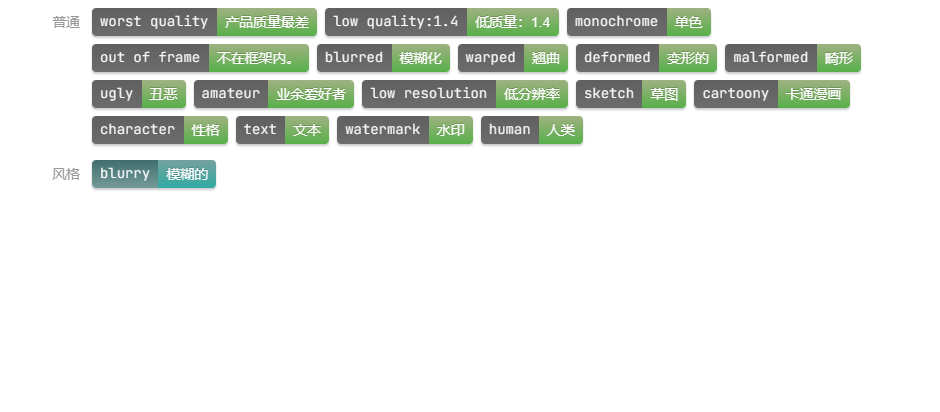 普通 worst quality 产品质量最差 low quality:1.4 低质量：1.4 monochrome 单色
out of frame 不在框架内。 blurred 模糊化 warped 翘曲 deformed 变形的 malformed 畸形
ugly 丑恶 amateur 业余爱好者 low resolution 低分辨率 sketch 草图 cartoony 卡通漫画
character 性格 text 文本 watermark 水印 human 人类
风格 blurry 模糊的